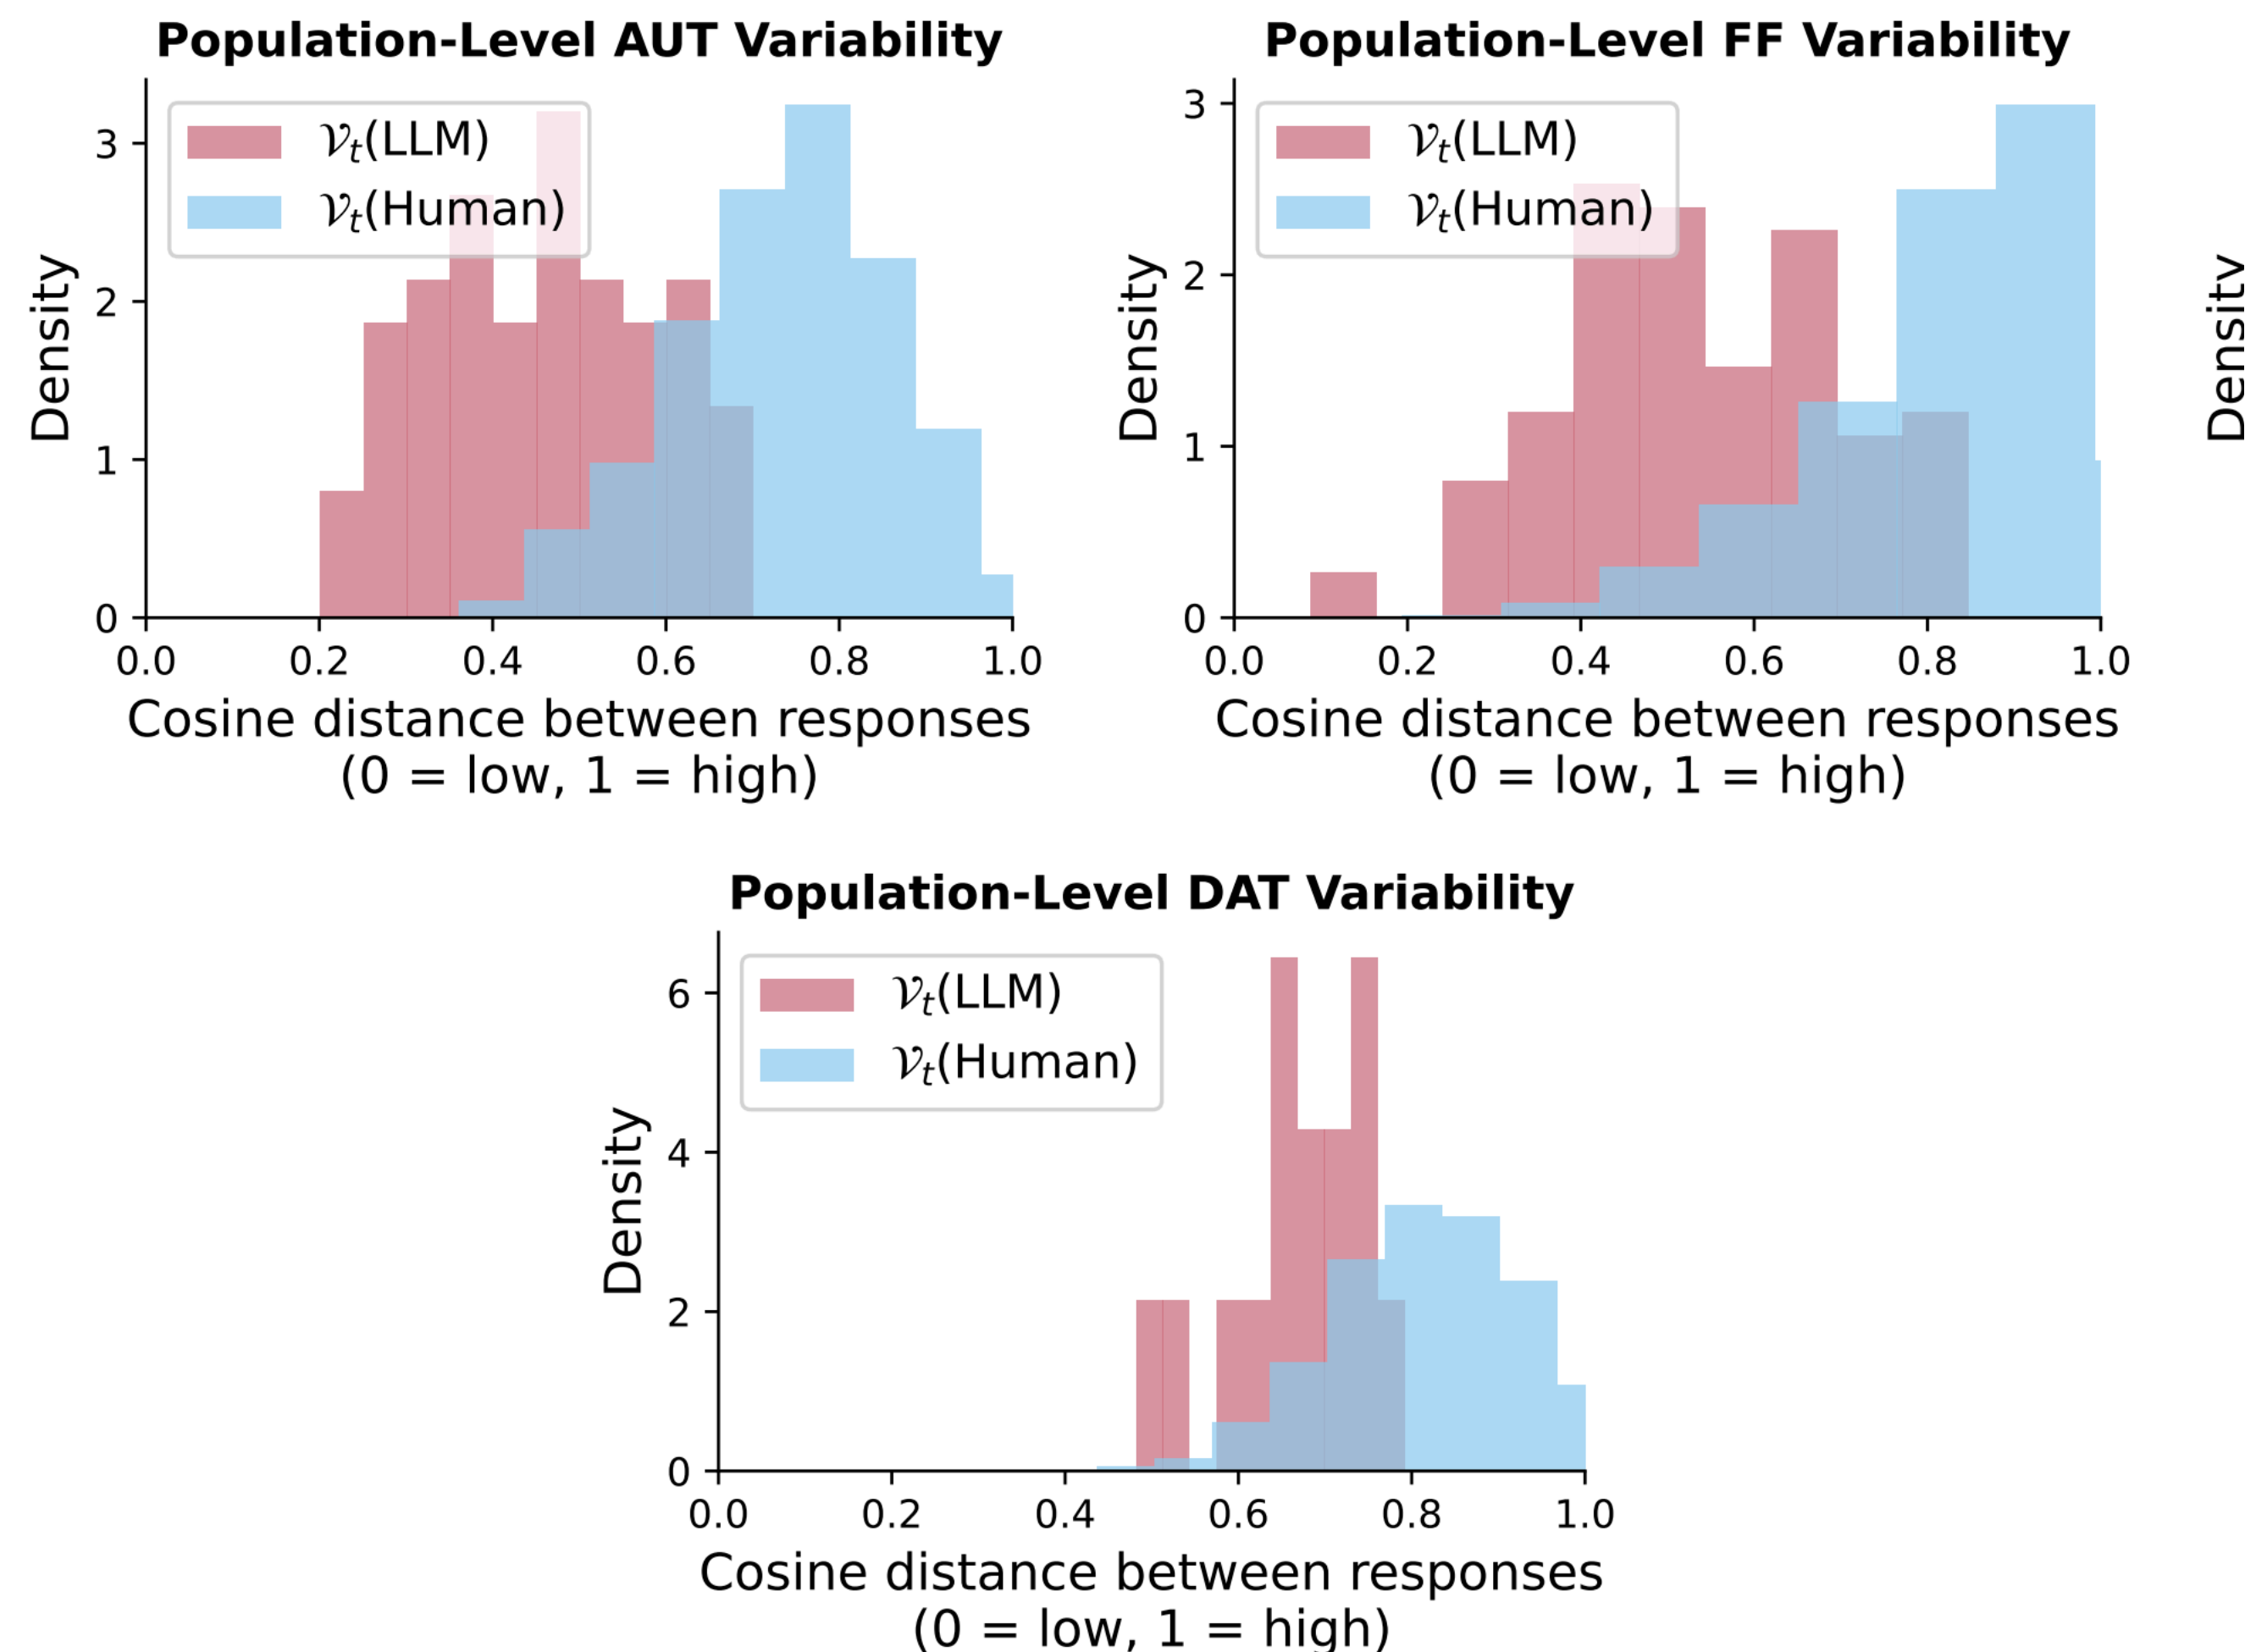 Population-Level AUT Variability
𝒱t(LLM)
𝒱t(Human)
Density
3
2
1
0
0.0 0.2 0.4 0.6 0.8 1.0
Cosine distance between responses
(0 = low, 1 = high)
Population-Level FF Variability
𝒱t(LLM)
𝒱t(Human)
Density
3
2
1
0
0.0 0.2 0.4 0.6 0.8 1.0
Cosine distance between responses
(0 = low, 1 = high)
Density
Population-Level DAT Variability
𝒱t(LLM)
𝒱t(Human)
Density
6
4
2
0
0.0 0.2 0.4 0.6 0.8 1.0
Cosine distance between responses
(0 = low, 1 = high)